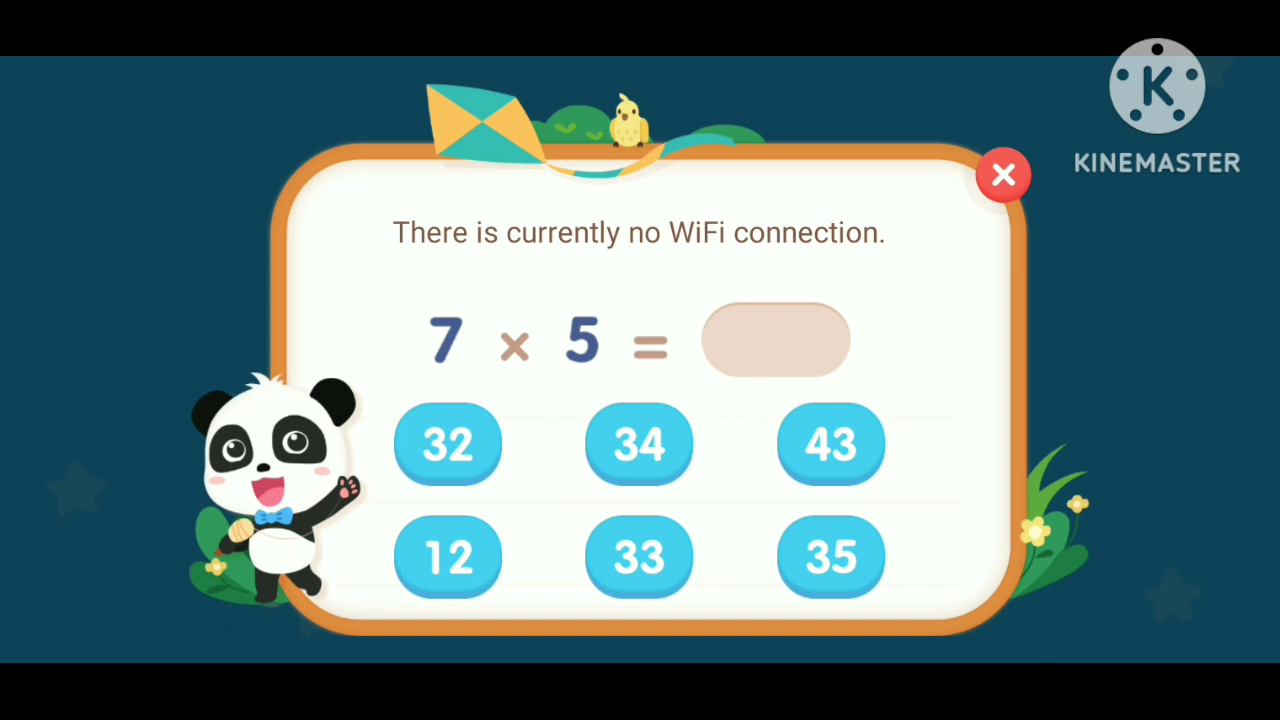 KINEMASTER
There is currently no WiFi connection.
7 × 5 =
32 34 43
12 33 35